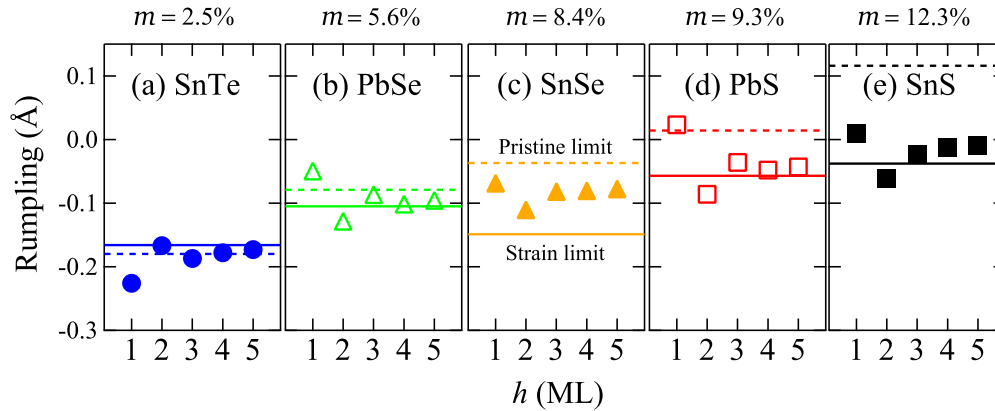 m = 2.5% m = 5.6% m = 8.4% m = 9.3% m = 12.3%
(a) SnTe (b) PbSe (c) SnSe (d) PbS (e) SnS
Rumpling (Å)
0.1
0.0
-0.1
-0.2
-0.3
Pristine limit
Strain limit
1 2 3 4 5 1 2 3 4 5 1 2 3 4 5 1 2 3 4 5 1 2 3 4 5
h (ML)